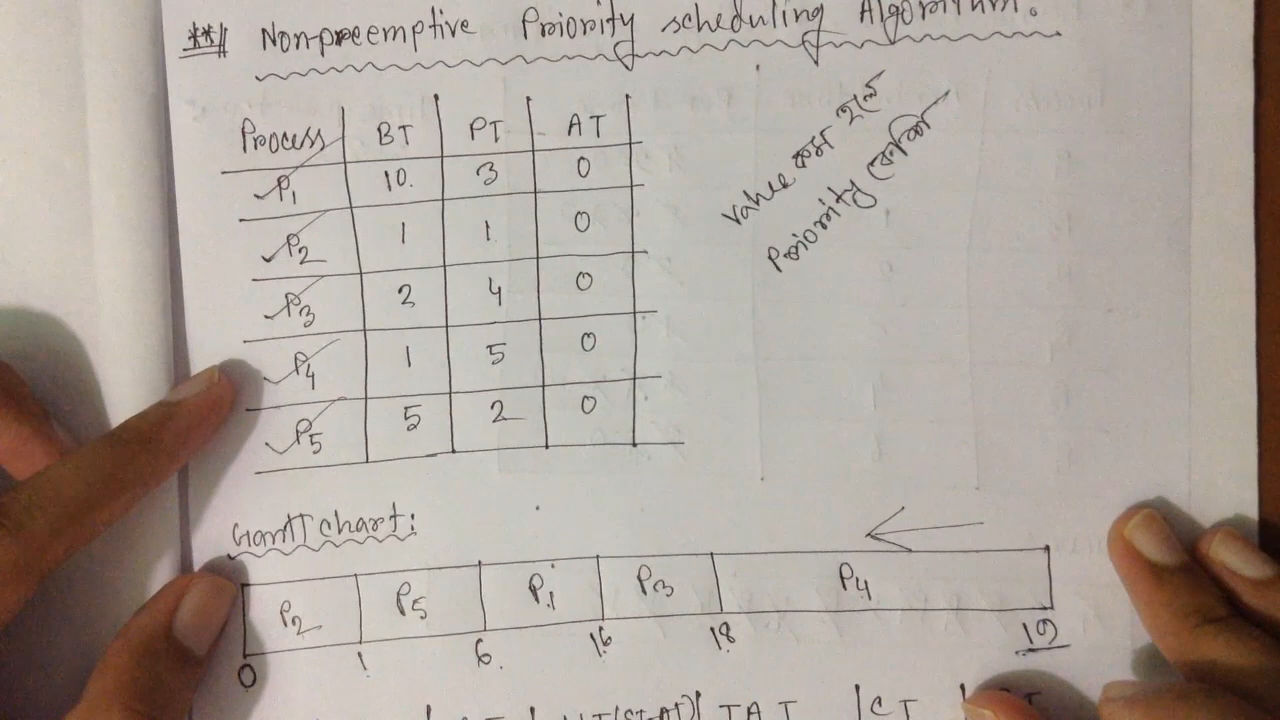 **// Non-preemptive Priority scheduling Algorithm.
Process BT PT AT
P1 10. 3 0
P2 1 1 0
P3 2 4 0
P4 1 5 0
P5 5 2 0
value কম হলে
Priority বেশি
Gantt chart:
P2 P5 P1 P3 P4
0 1 6. 16 18 19
TAT CT